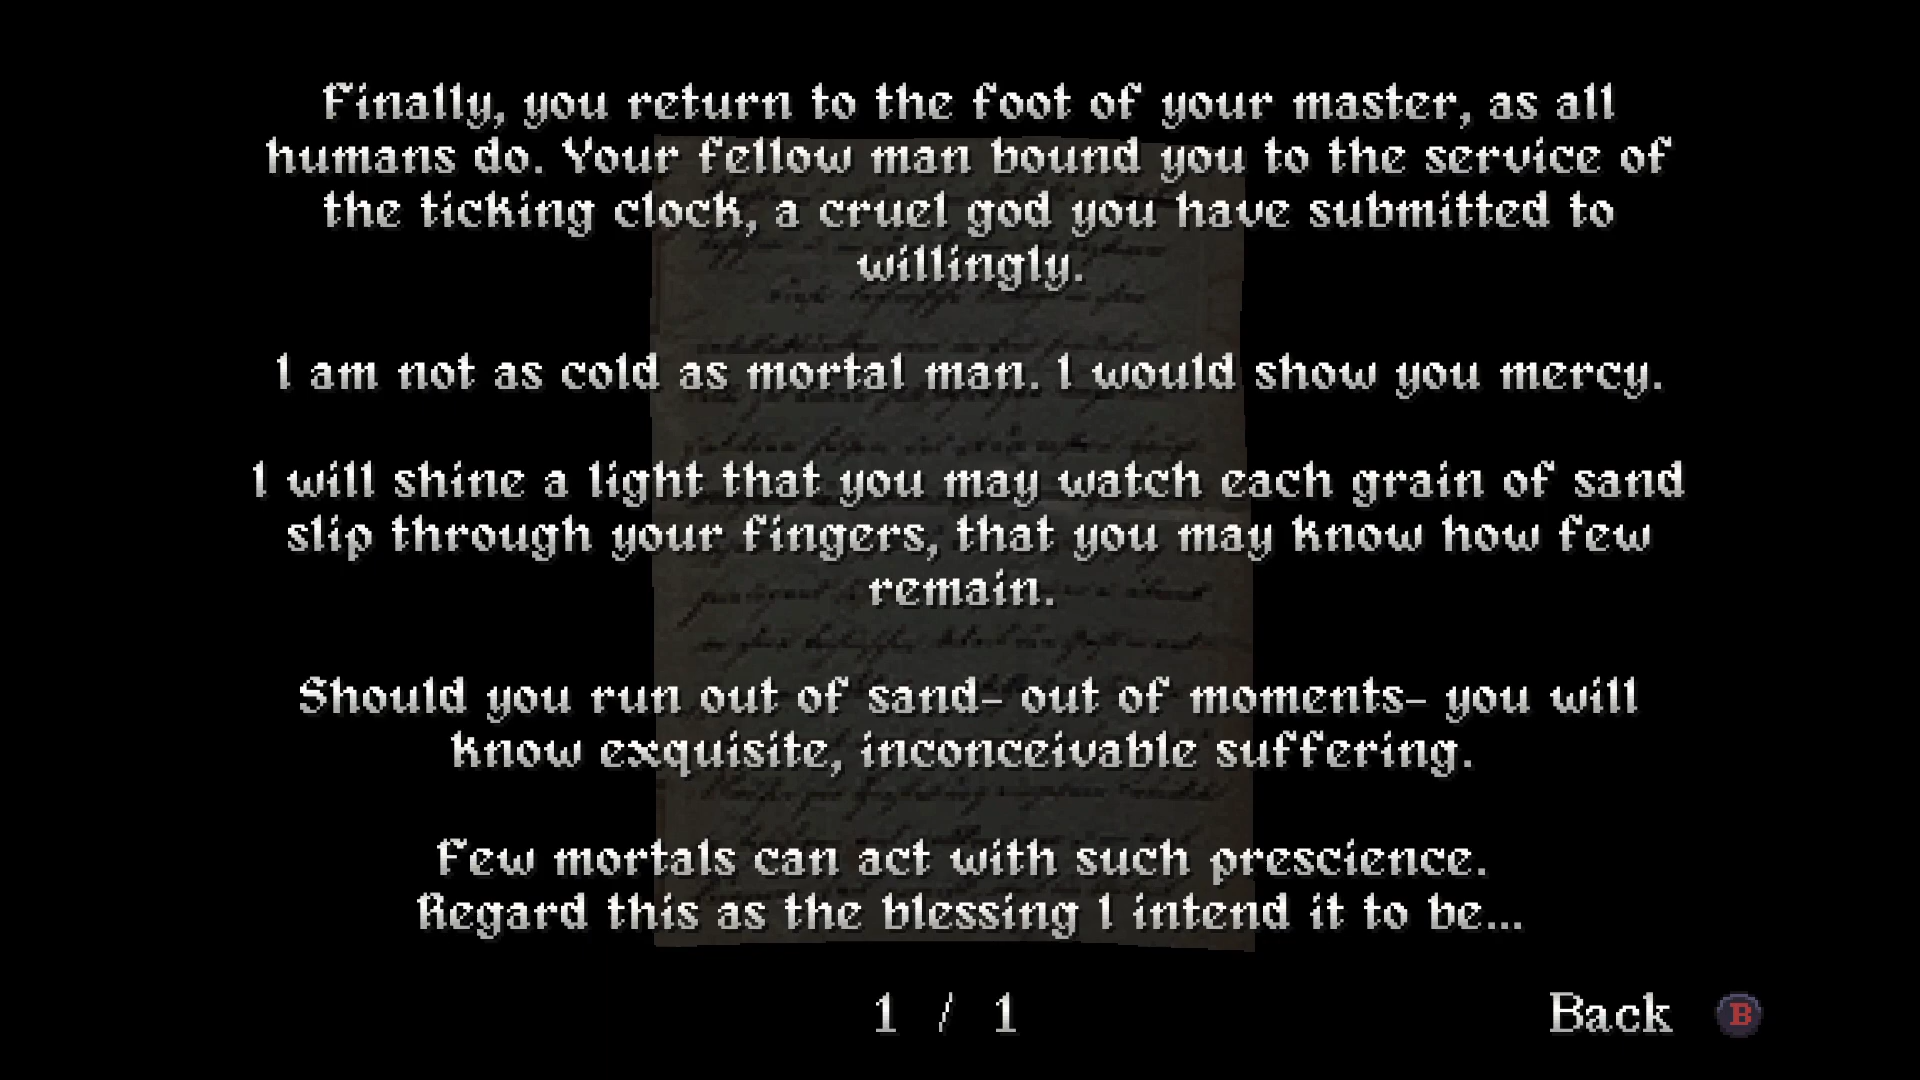 Finally, you return to the foot of your master, as all
humans do. Your fellow man bound you to the service of
the ticking clock, a cruel god you have submitted to
willingly.
I am not as cold as mortal man. I would show you mercy.
I will shine a light that you may watch each grain of sand
slip through your fingers, that you may know how few
remain.
Should you run out of sand- out of moments- you will
know exquisite, inconceivable suffering.
Few mortals can act with such prescience.
Regard this as the blessing I intend it to be...
1 / 1
Back B